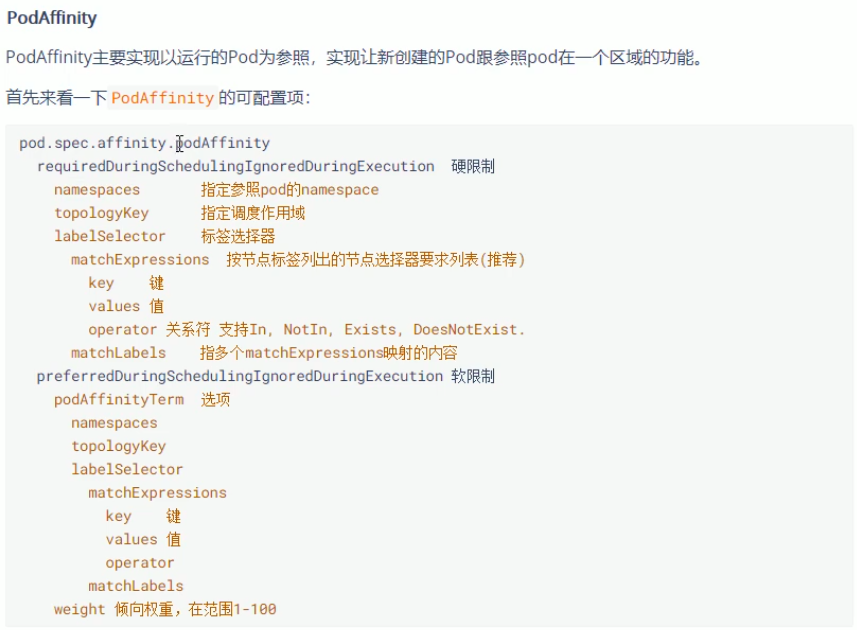 PodAffinity
PodAffinity主要实现以运行的Pod为参照，实现让新创建的Pod跟参照pod在一个区域的功能。
首先来看一下 PodAffinity 的可配置项：
pod.spec.affinity.podAffinity
requiredDuringSchedulingIgnoredDuringExecution 硬限制
namespaces 指定参照pod的namespace
topologyKey 指定调度作用域
labelSelector 标签选择器
matchExpressions 按节点标签列出的节点选择器要求列表(推荐)
key 键
values 值
operator 关系符 支持In, NotIn, Exists, DoesNotExist.
matchLabels 指多个matchExpressions映射的内容
preferredDuringSchedulingIgnoredDuringExecution 软限制
podAffinityTerm 选项
namespaces
topologyKey
labelSelector
matchExpressions
key 键
values 值
operator
matchLabels
weight 倾向权重，在范围1-100